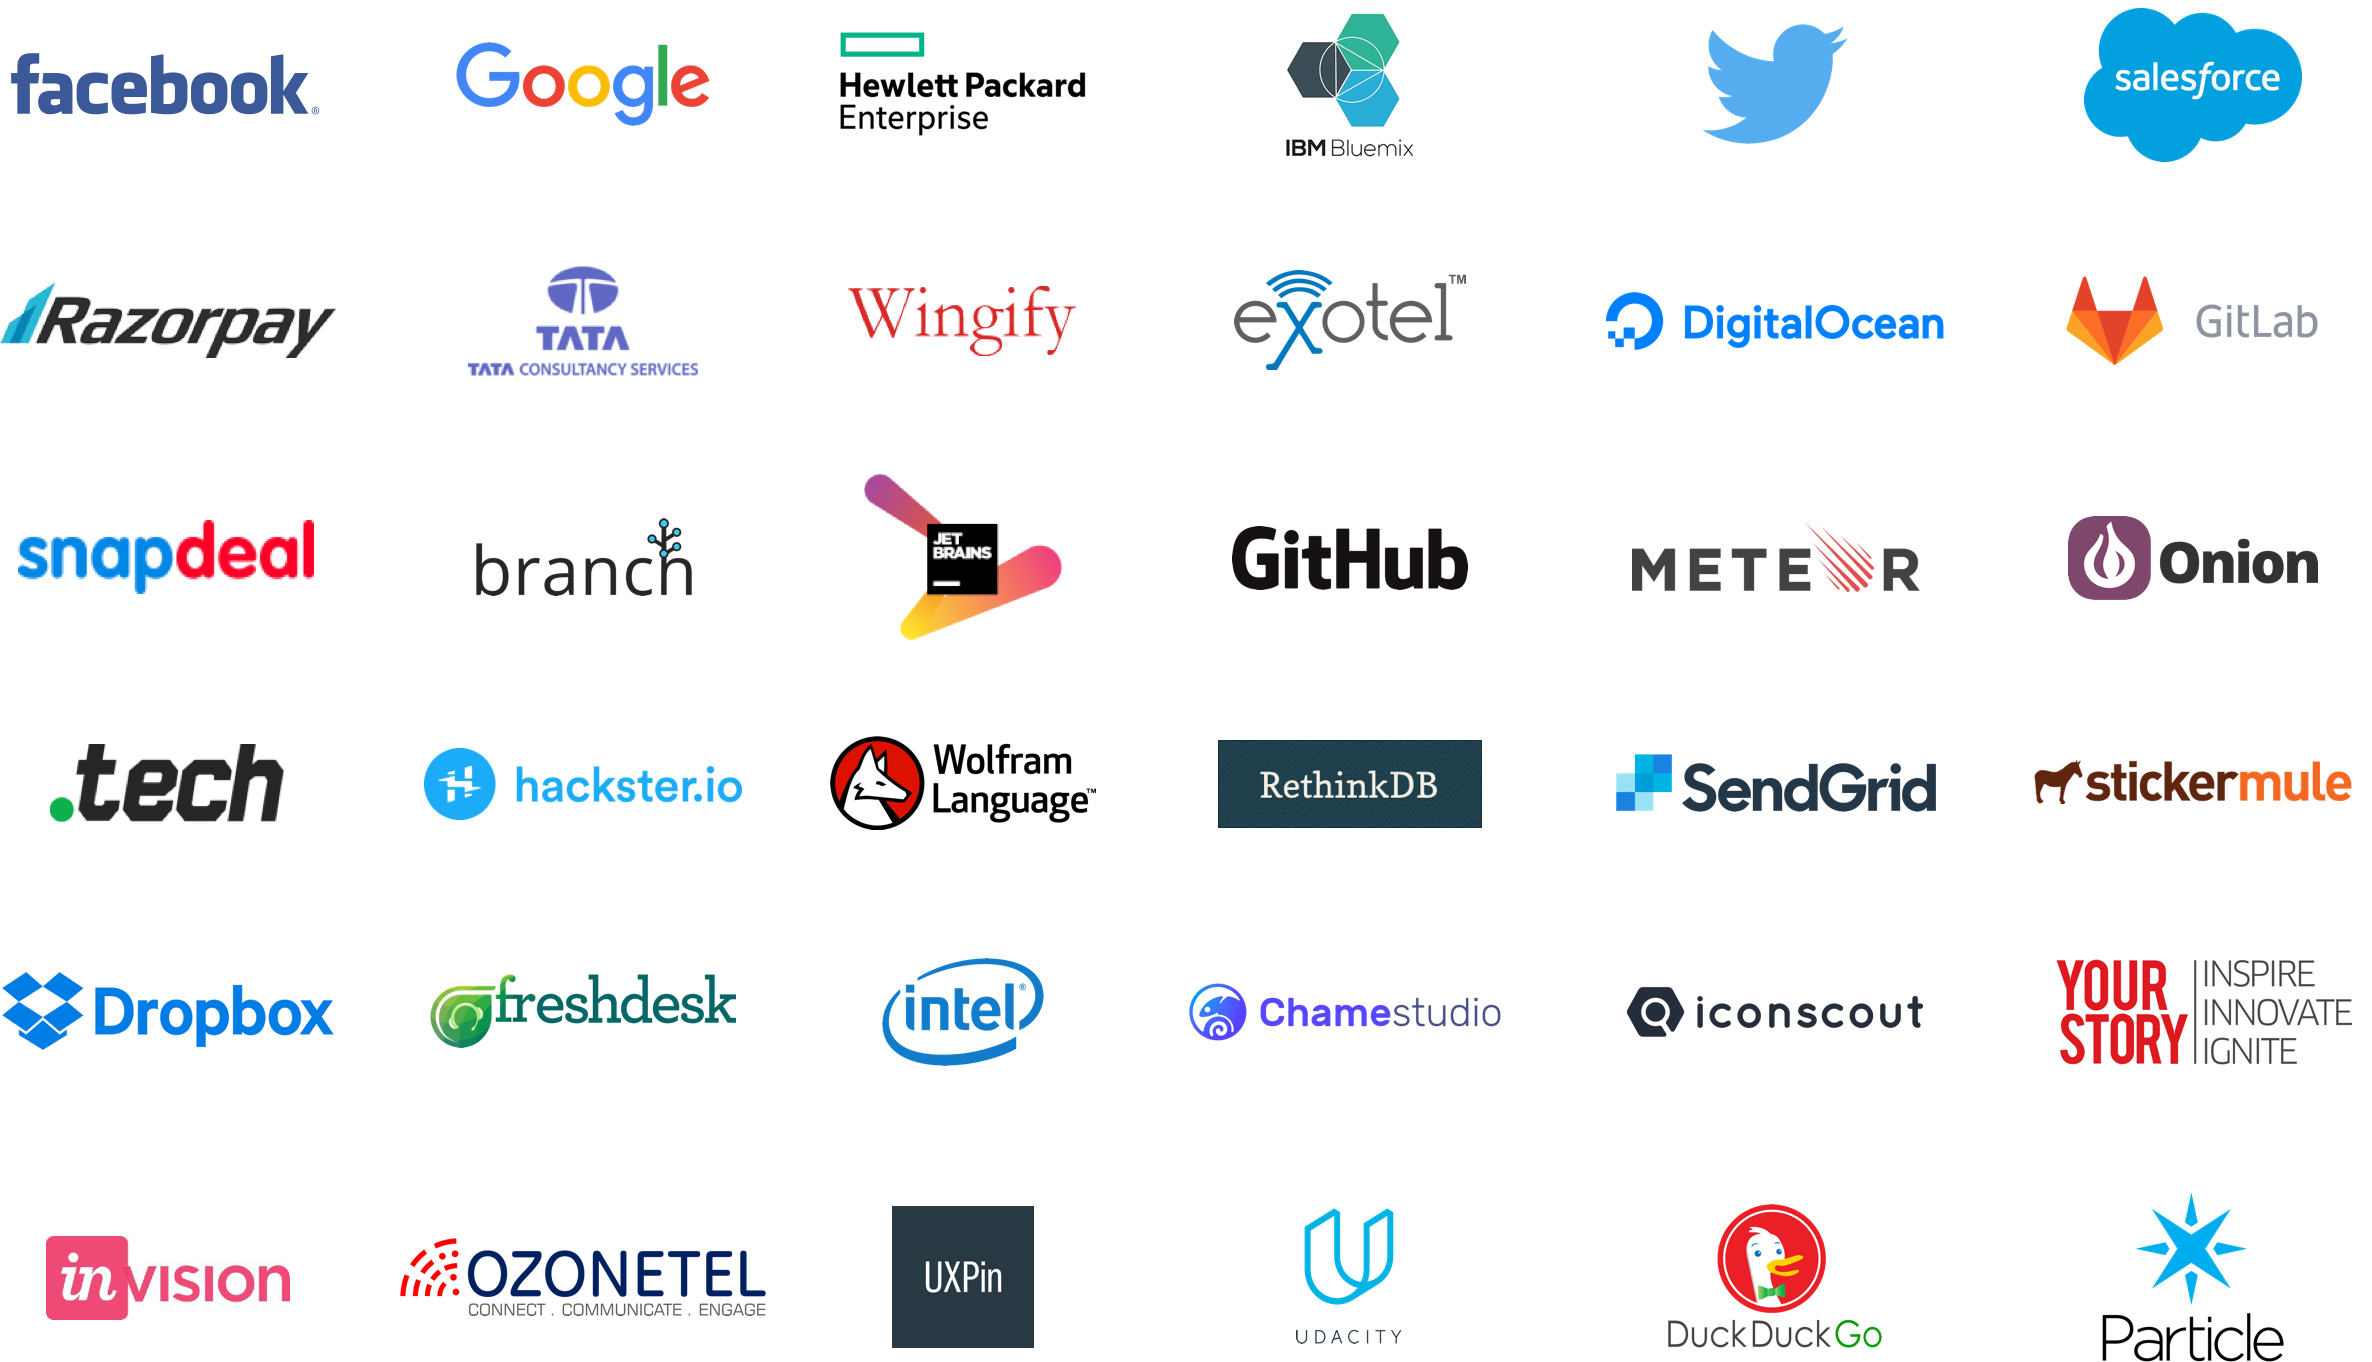 facebook®
Google
Hewlett Packard
Enterprise
IBM Bluemix
salesforce
Razorpay
TATA
TATA CONSULTANCY SERVICES
Wingify
exotel™
DigitalOcean
GitLab
snapdeal
branch
JET
BRAINS
GitHub
METEOR
Onion
.tech
hackster.io
Wolfram
Language™
RethinkDB
SendGrid
stickermule
Dropbox
freshdesk
intel®
Chamestudio
iconscout
YOUR
STORY
INSPIRE
INNOVATE
IGNITE
invision
OZONETEL
CONNECT . COMMUNICATE . ENGAGE
UXPin
UDACITY
DuckDuckGo
Particle